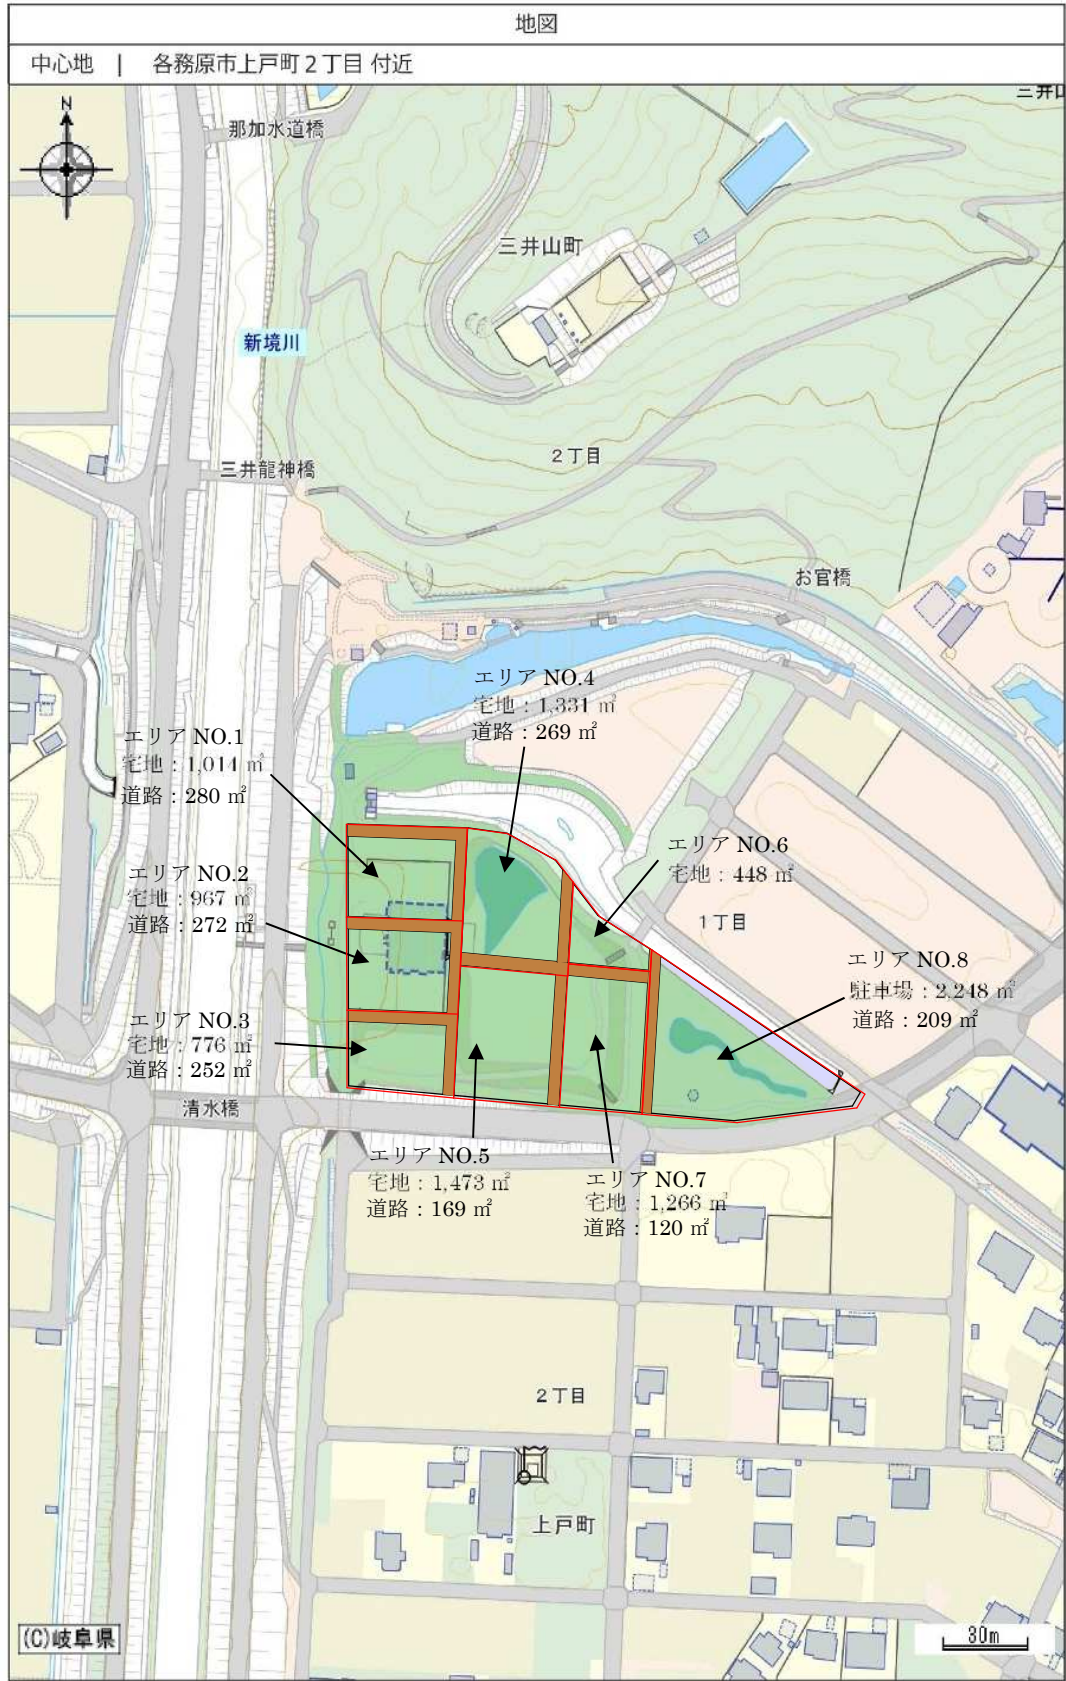 地図
中心地 | 各務原市上戸町2丁目 付近
N
那加水道橋
三井山町
新境川
2丁目
三井龍神橋
お官橋
エリア NO.4
宅地：1,331 ㎡
道路：269 ㎡
エリア NO.1
宅地：1,014 ㎡
道路：280 ㎡
エリア NO.6
宅地：448 ㎡
エリア NO.2
宅地：967 ㎡
道路：272 ㎡
1丁目
エリア NO.8
駐車場：2,248 ㎡
道路：209 ㎡
エリア NO.3
宅地：776 ㎡
道路：252 ㎡
清水橋
エリア NO.5
宅地：1,473 ㎡
道路：169 ㎡
エリア NO.7
宅地：1,266 ㎡
道路：120 ㎡
2丁目
上戸町
(C)岐阜県
30m